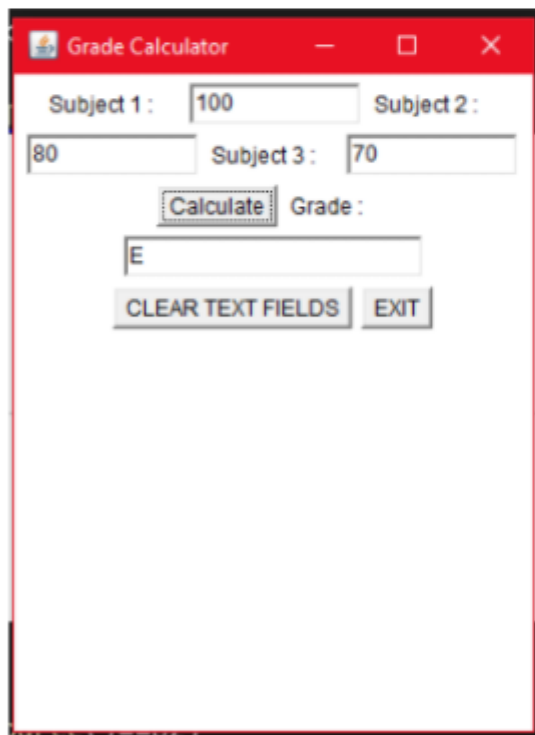 Grade Calculator
Subject 1 : 100 Subject 2 :
80 Subject 3 : 70
Calculate Grade :
E
CLEAR TEXT FIELDS EXIT